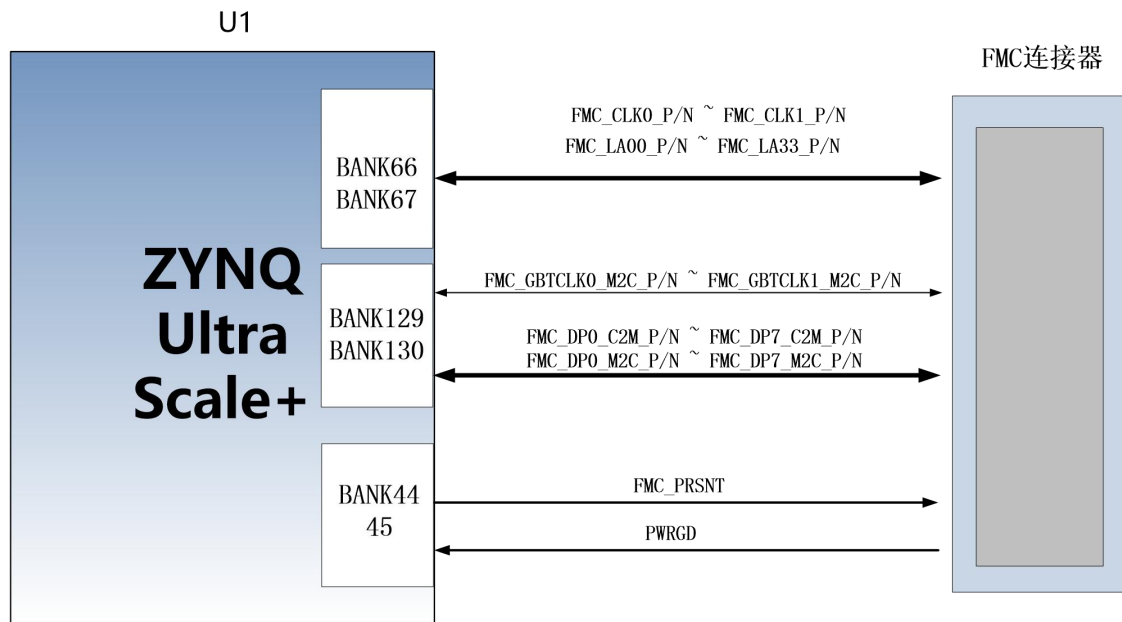 U1
FMC连接器
FMC_CLK0_P/N ~ FMC_CLK1_P/N
FMC_LA00_P/N ~ FMC_LA33_P/N
BANK66
BANK67
ZYNQ
Ultra
Scale+
FMC_GBTCLK0_M2C_P/N ~ FMC_GBTCLK1_M2C_P/N
BANK129
BANK130
FMC_DP0_C2M_P/N ~ FMC_DP7_C2M_P/N
FMC_DP0_M2C_P/N ~ FMC_DP7_M2C_P/N
BANK44
45
FMC_PRSNT
PWRGD